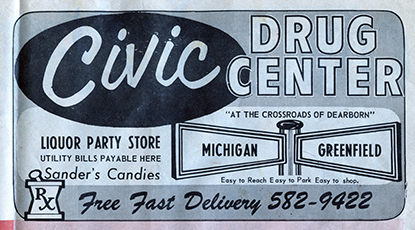 Civic DRUG CENTER
"AT THE CROSSROADS OF DEARBORN"
LIQUOR PARTY STORE
UTILITY BILLS PAYABLE HERE
Sander's Candies
MICHIGAN GREENFIELD
Easy to Reach Easy to Park Easy to shop.
Rx Free Fast Delivery 582-9422